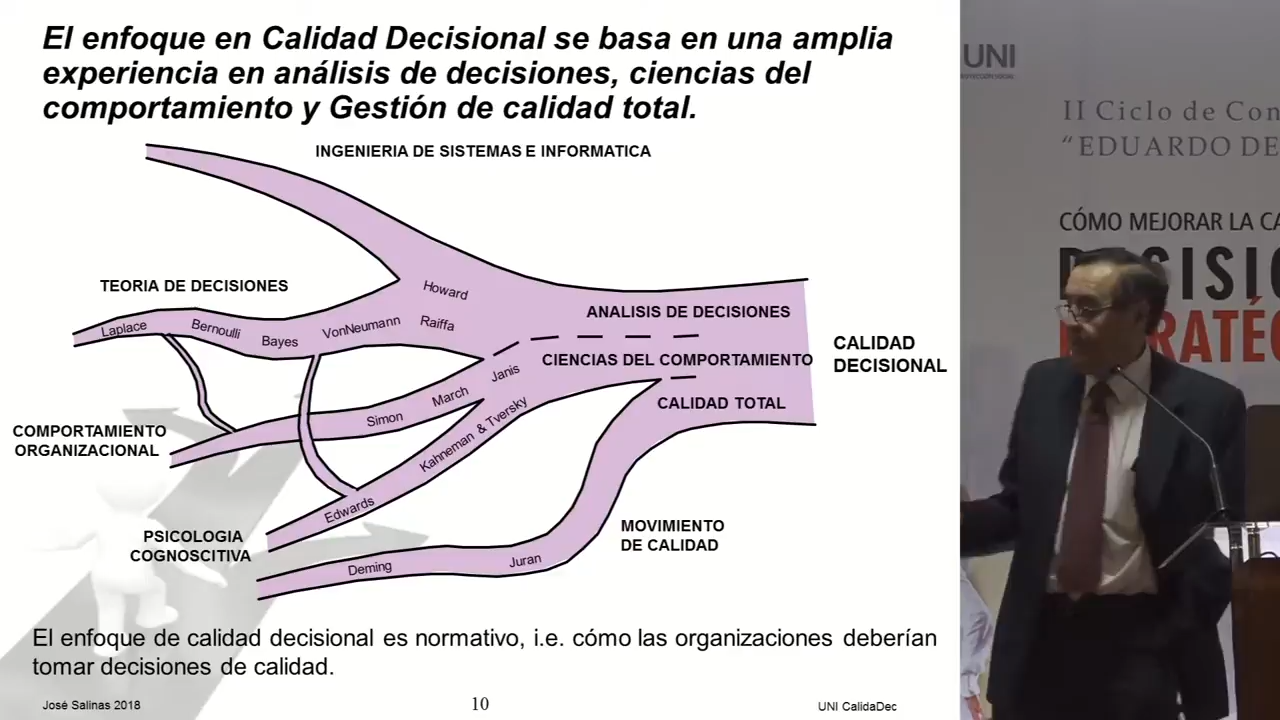 El enfoque en Calidad Decisional se basa en una amplia
experiencia en análisis de decisiones, ciencias del
comportamiento y Gestión de calidad total.
INGENIERIA DE SISTEMAS E INFORMATICA
TEORIA DE DECISIONES
Laplace
Bernoulli
Bayes
VonNeumann
Howard
Raiffa
ANALISIS DE DECISIONES
CIENCIAS DEL COMPORTAMIENTO
CALIDAD TOTAL
CALIDAD
DECISIONAL
COMPORTAMIENTO
ORGANIZACIONAL
Simon
March
Janis
PSICOLOGIA
COGNOSCITIVA
Edwards
Kahneman & Tversky
MOVIMIENTO
DE CALIDAD
Deming
Juran
El enfoque de calidad decisional es normativo, i.e. cómo las organizaciones deberían
tomar decisiones de calidad.
José Salinas 2018
10
UNI CalidaDec
UNI
II Ciclo de Con
“EDUARDO DE
CÓMO MEJORAR LA CA